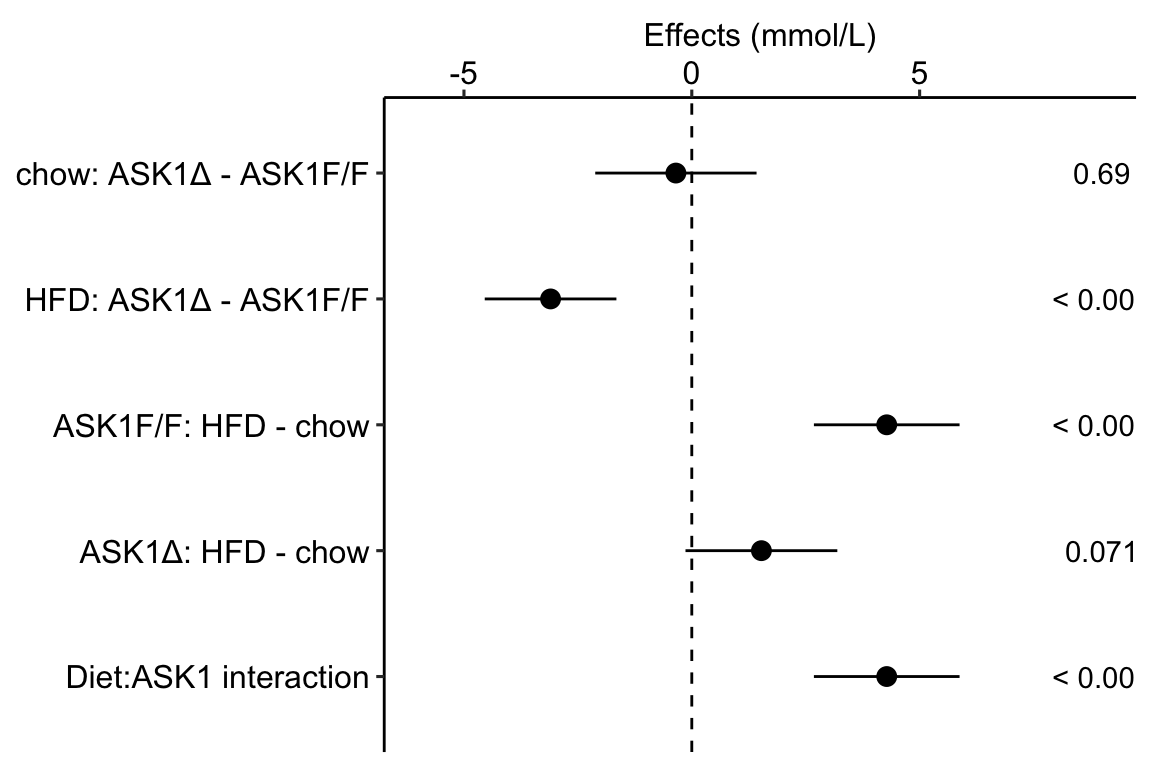 Effects (mmol/L)
-5 0 5
chow: ASK1Δ - ASK1F/F 0.69
HFD: ASK1Δ - ASK1F/F < 0.00
ASK1F/F: HFD - chow < 0.00
ASK1Δ: HFD - chow 0.071
Diet:ASK1 interaction < 0.00